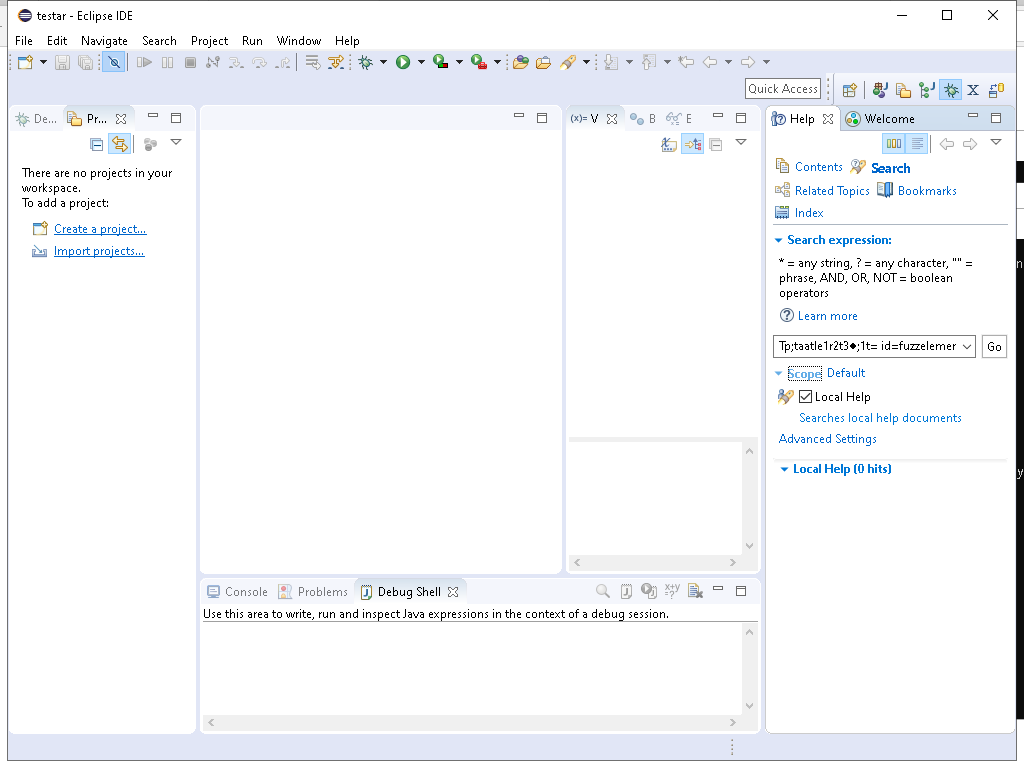 testar - Eclipse IDE
File Edit Navigate Search Project Run Window Help
Quick Access
De... Pr...
There are no projects in your
workspace.
To add a project:
Create a project...
Import projects...
(x)= V B E
Help Welcome
Contents Search
Related Topics Bookmarks
Index
Search expression:
* = any string, ? = any character, "" =
phrase, AND, OR, NOT = boolean
operators
Learn more
Tp;taatle1r2t3◆;1t= id=fuzzelemer Go
Scope Default
Local Help
Searches local help documents
Advanced Settings
Local Help (0 hits)
Console Problems Debug Shell
Use this area to write, run and inspect Java expressions in the context of a debug session.